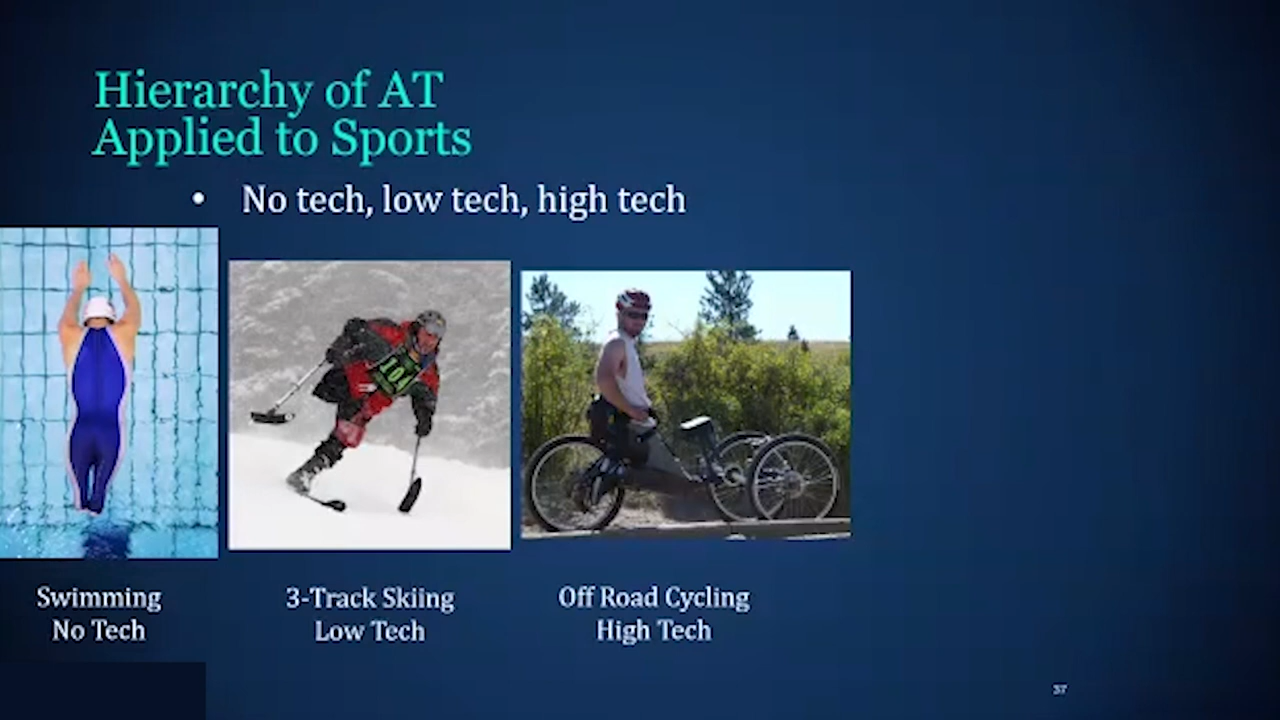 Hierarchy of AT
Applied to Sports
• No tech, low tech, high tech
104
Swimming
No Tech
3-Track Skiing
Low Tech
Off Road Cycling
High Tech
37